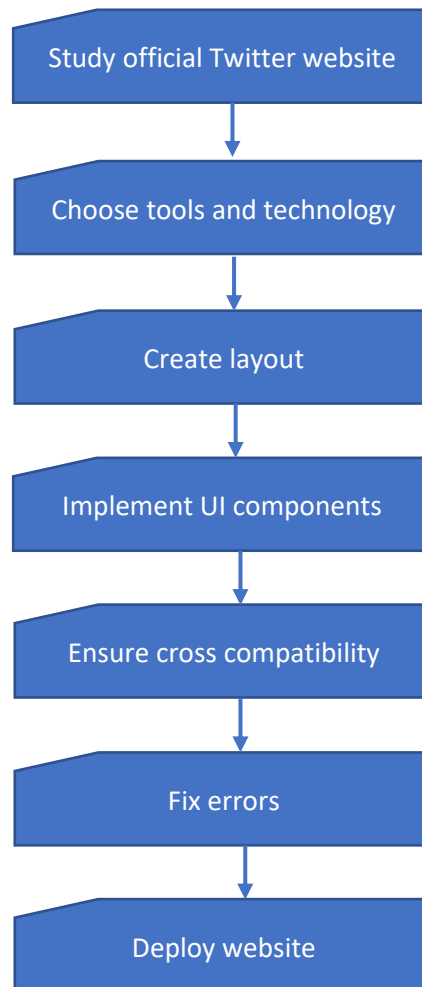 Study official Twitter website
Choose tools and technology
Create layout
Implement UI components
Ensure cross compatibility
Fix errors
Deploy website